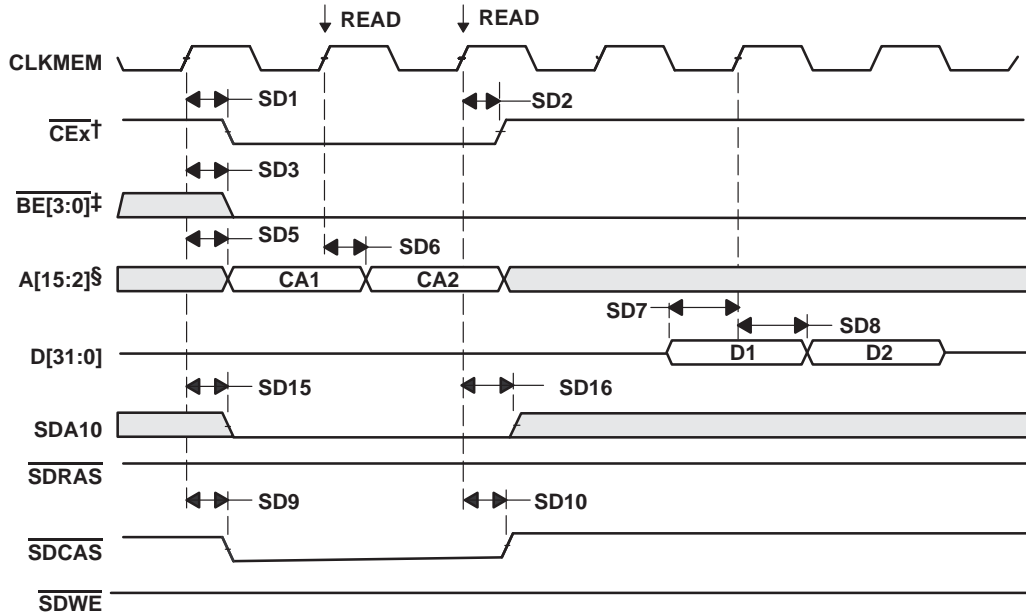 READ READ
CLKMEM
SD1 SD2
CEx†
SD3
BE[3:0]‡
SD5 SD6
A[15:2]§ CA1 CA2
SD7 SD8
D[31:0] D1 D2
SD15 SD16
SDA10
SDRAS
SD9 SD10
SDCAS
SDWE